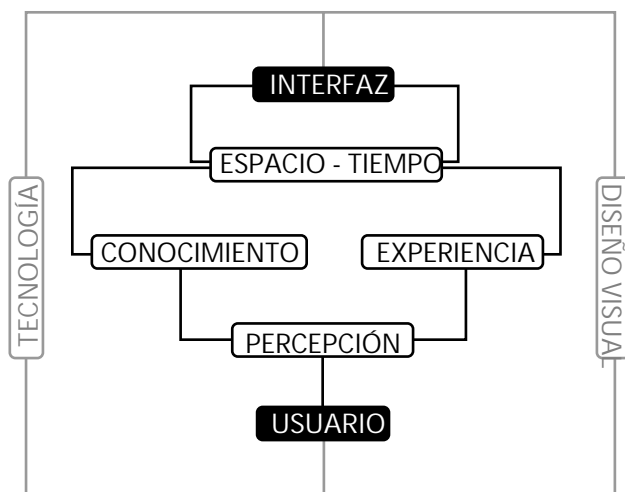 INTERFAZ
ESPACIO - TIEMPO
TECNOLOGÍA
DISEÑO VISUAL
CONOCIMIENTO
EXPERIENCIA
PERCEPCIÓN
USUARIO